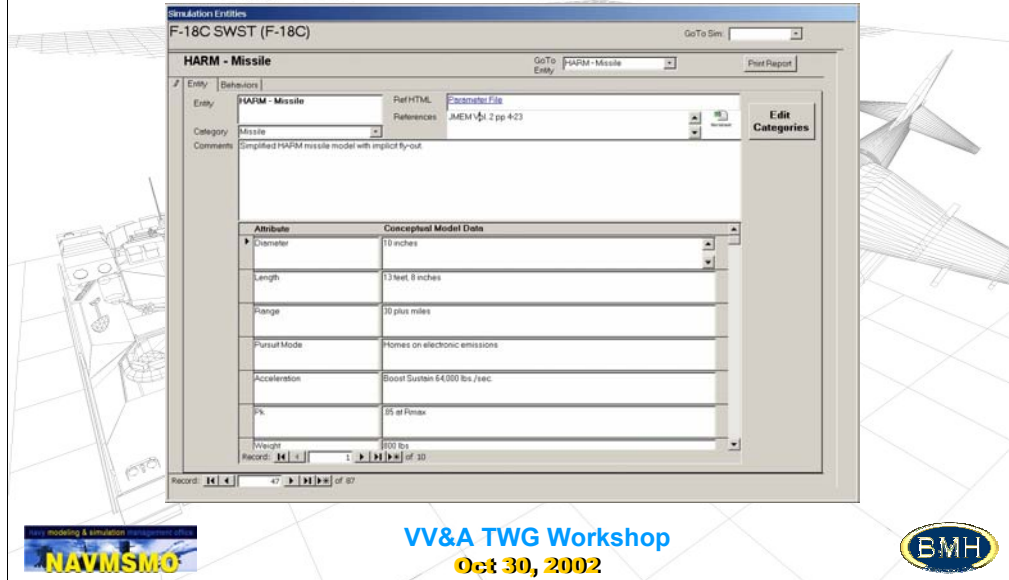 Simulation Entities
F-18C SWST (F-18C)
GoTo Sim:
HARM - Missile
GoTo Entity
HARM - Missile
Print Report
Entity
Behaviors
Entity
HARM - Missile
Ref HTML
Parameter File
References
JMEM Vol. 2 pp 4-23
Edit Categories
Category
Missile
Comments
Simplified HARM missile model with implicit fly-out
Attribute
Conceptual Model Data
Diameter
10 inches
Length
13 feet, 8 inches
Range
30 plus miles
Pursuit Mode
Homes on electronic emissions
Acceleration
Boost Sustain 64,000 lbs./sec.
Pk
.85 at Rmax
Weight
800 lbs
Record: 1 of 10
Record: 47 of 87
navy modeling & simulation management office
NAVMSMO
VV&A TWG Workshop
Oct 30, 2002
BMH